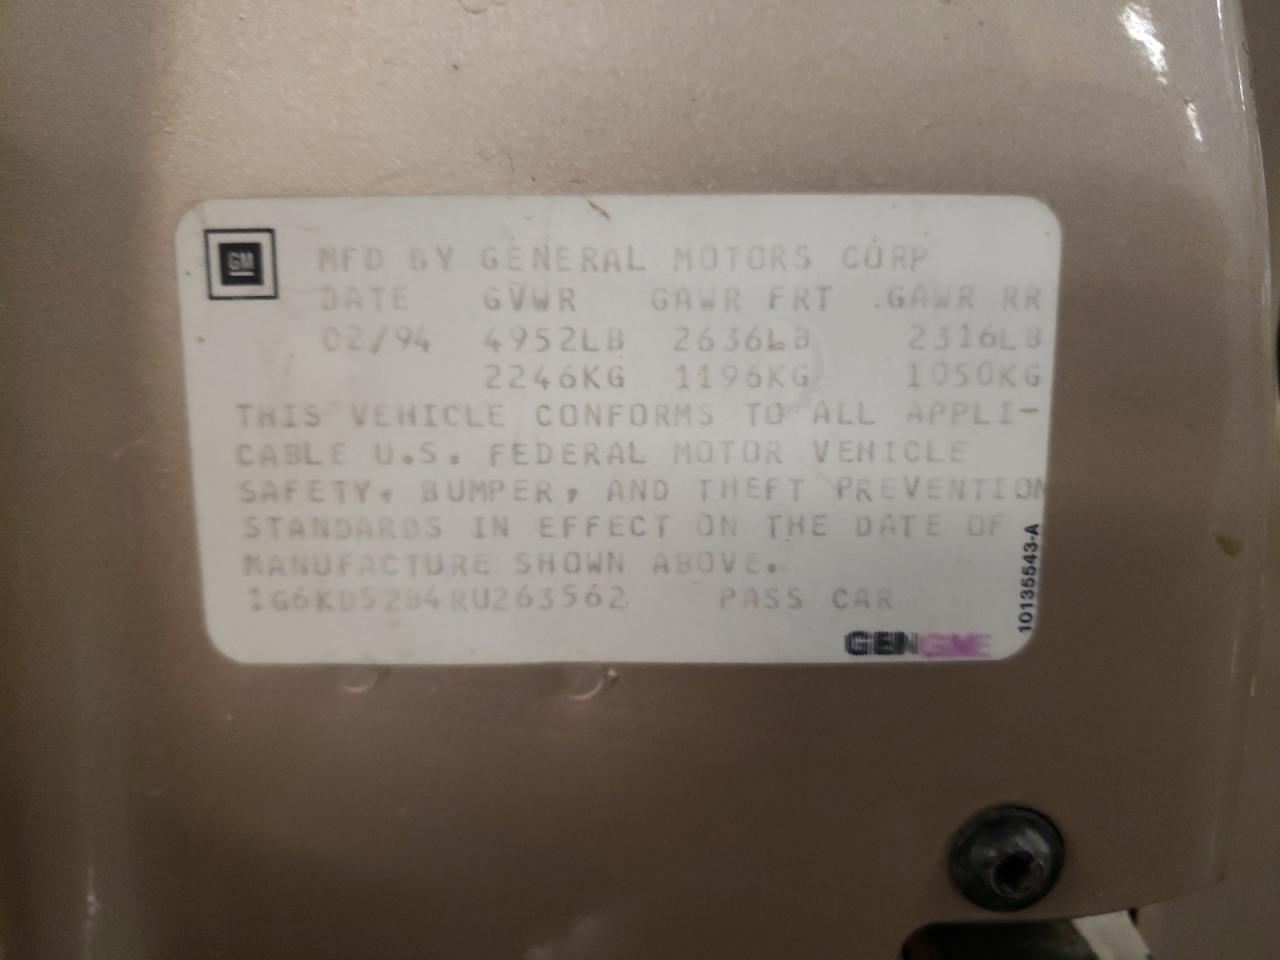 GM
MFD BY GENERAL MOTORS CORP
DATE GVWR GAWR FRT GAWR RR
02/94 4952LB 2636LB 2316LB
2246KG 1196KG 1050KG
THIS VEHICLE CONFORMS TO ALL APPLI-
CABLE U.S. FEDERAL MOTOR VEHICLE
SAFETY, BUMPER, AND THEFT PREVENTION
STANDARDS IN EFFECT ON THE DATE OF
MANUFACTURE SHOWN ABOVE.
1G6KD52B4RU263562 PASS CAR
10135543-A